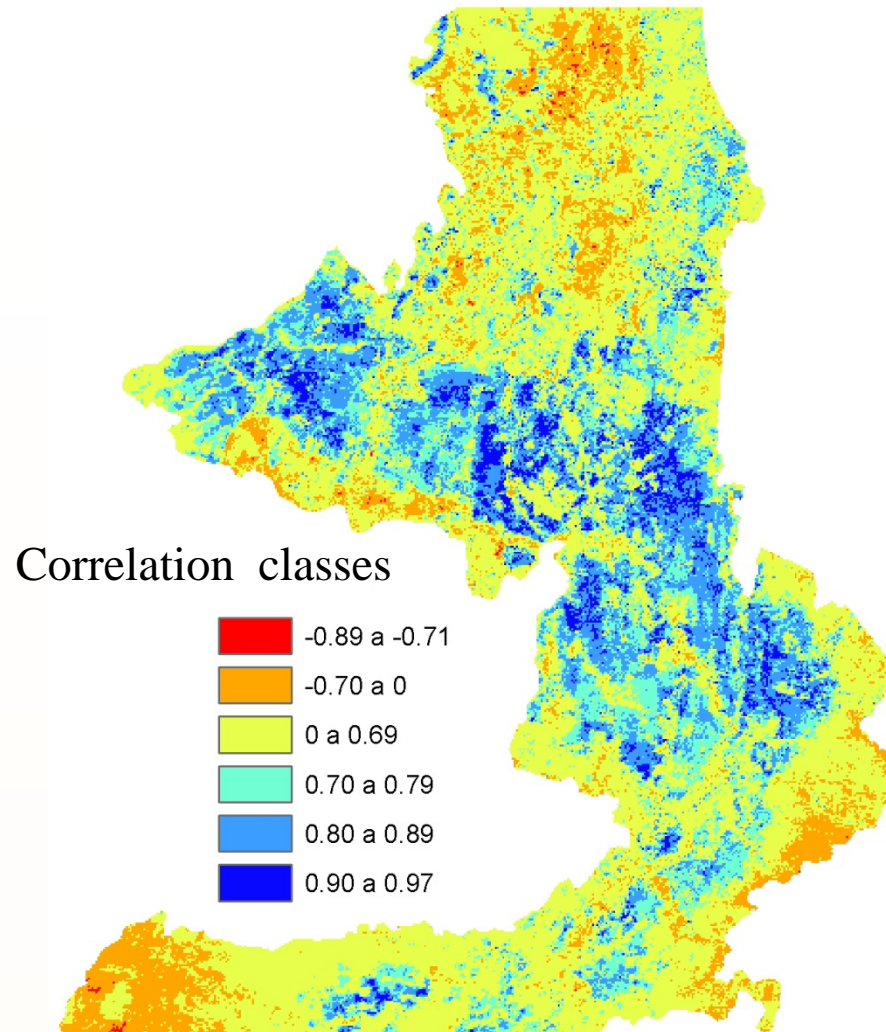 Correlation classes
-0.89 a -0.71
-0.70 a 0
0 a 0.69
0.70 a 0.79
0.80 a 0.89
0.90 a 0.97